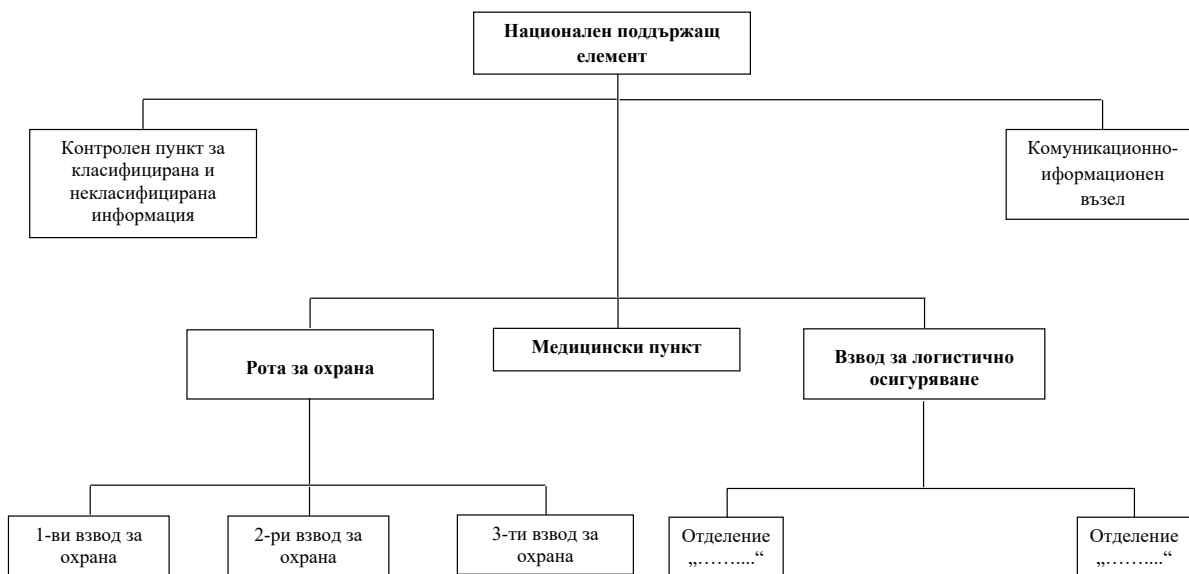 Национален поддържащ
елемент
Контролен пункт за
класифицирана и
некласифицирана
информация
Комуникационно-
иформационен
възел
Рота за охрана
Медицински пункт
Взвод за логистично
осигуряване
1-ви взвод за
охрана
2-ри взвод за
охрана
3-ти взвод за
охрана
Отделение
„.........“
Отделение
„.........“